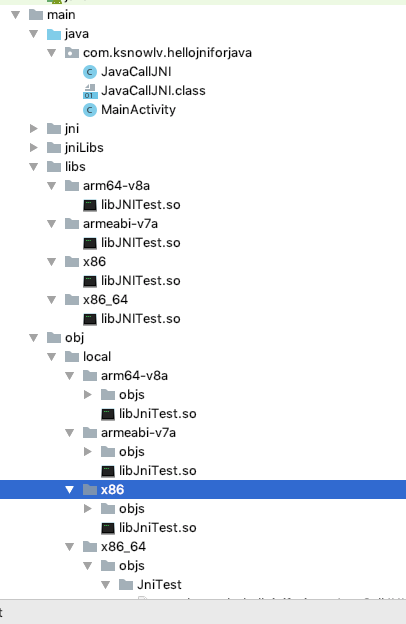 main
java
com.ksnowlv.hellojniforjava
JavaCallJNI
JavaCallJNI.class
MainActivity
jni
jniLibs
libs
arm64-v8a
libJNITest.so
armeabi-v7a
libJNITest.so
x86
libJNITest.so
x86_64
libJNITest.so
obj
local
arm64-v8a
objs
libJniTest.so
armeabi-v7a
objs
libJniTest.so
x86
objs
libJniTest.so
x86_64
objs
JniTest